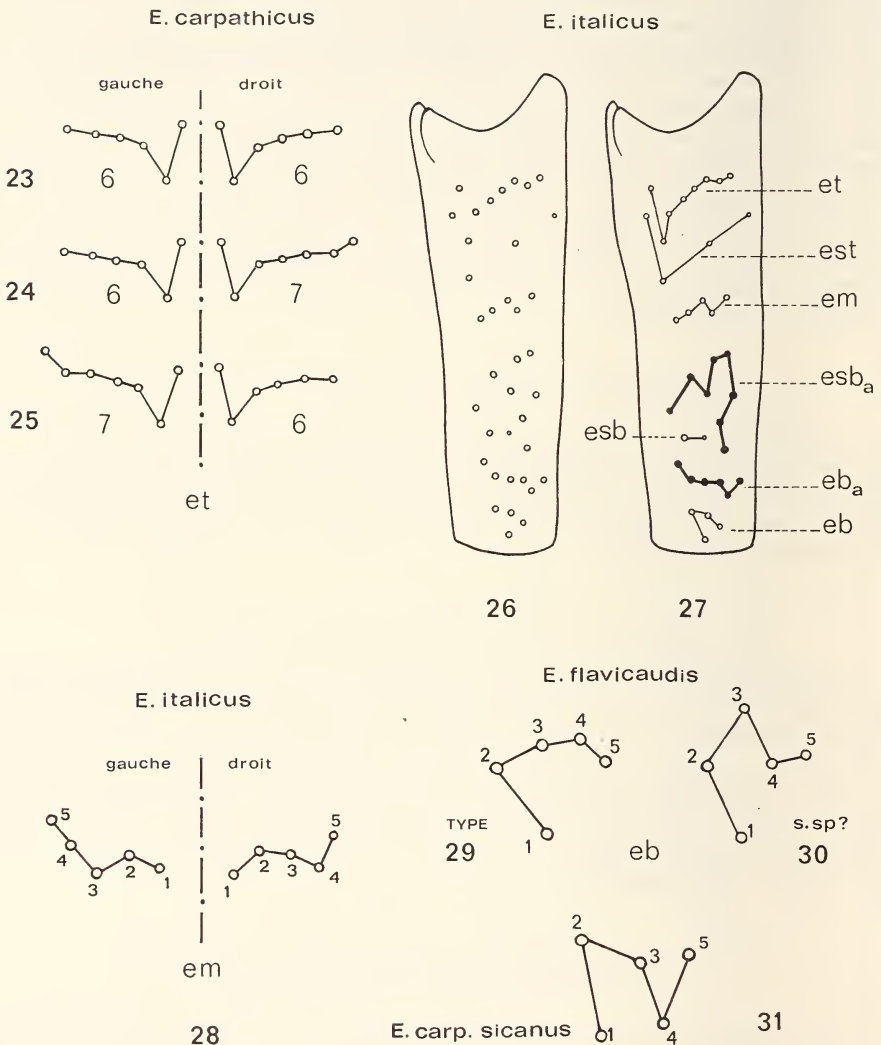 E. carpathicus
gauche droit
23 6 6
24 6 7
25 7 6
et
E. italicus
et
est
em
esb a
esb
eb a
eb
26 27
E. italicus
gauche droit
5 4 3 2 1
1 2 3 4 5
em
28
E. flavicaudis
1 2 3 4 5
TYPE
29
eb
1 2 3 4 5
s.sp?
30
1 2 3 4 5
E. carp. sicanus
31